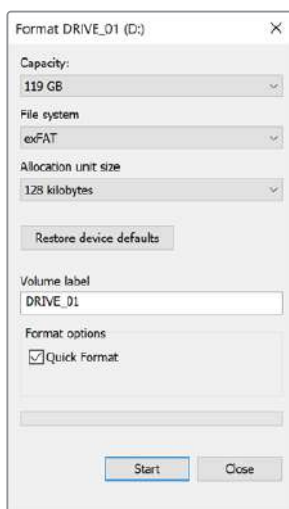 Format DRIVE_01 (D:)
Capacity:
119 GB
File system
exFAT
Allocation unit size
128 kilobytes
Restore device defaults
Volume label
DRIVE_01
Format options
Quick Format
Start Close